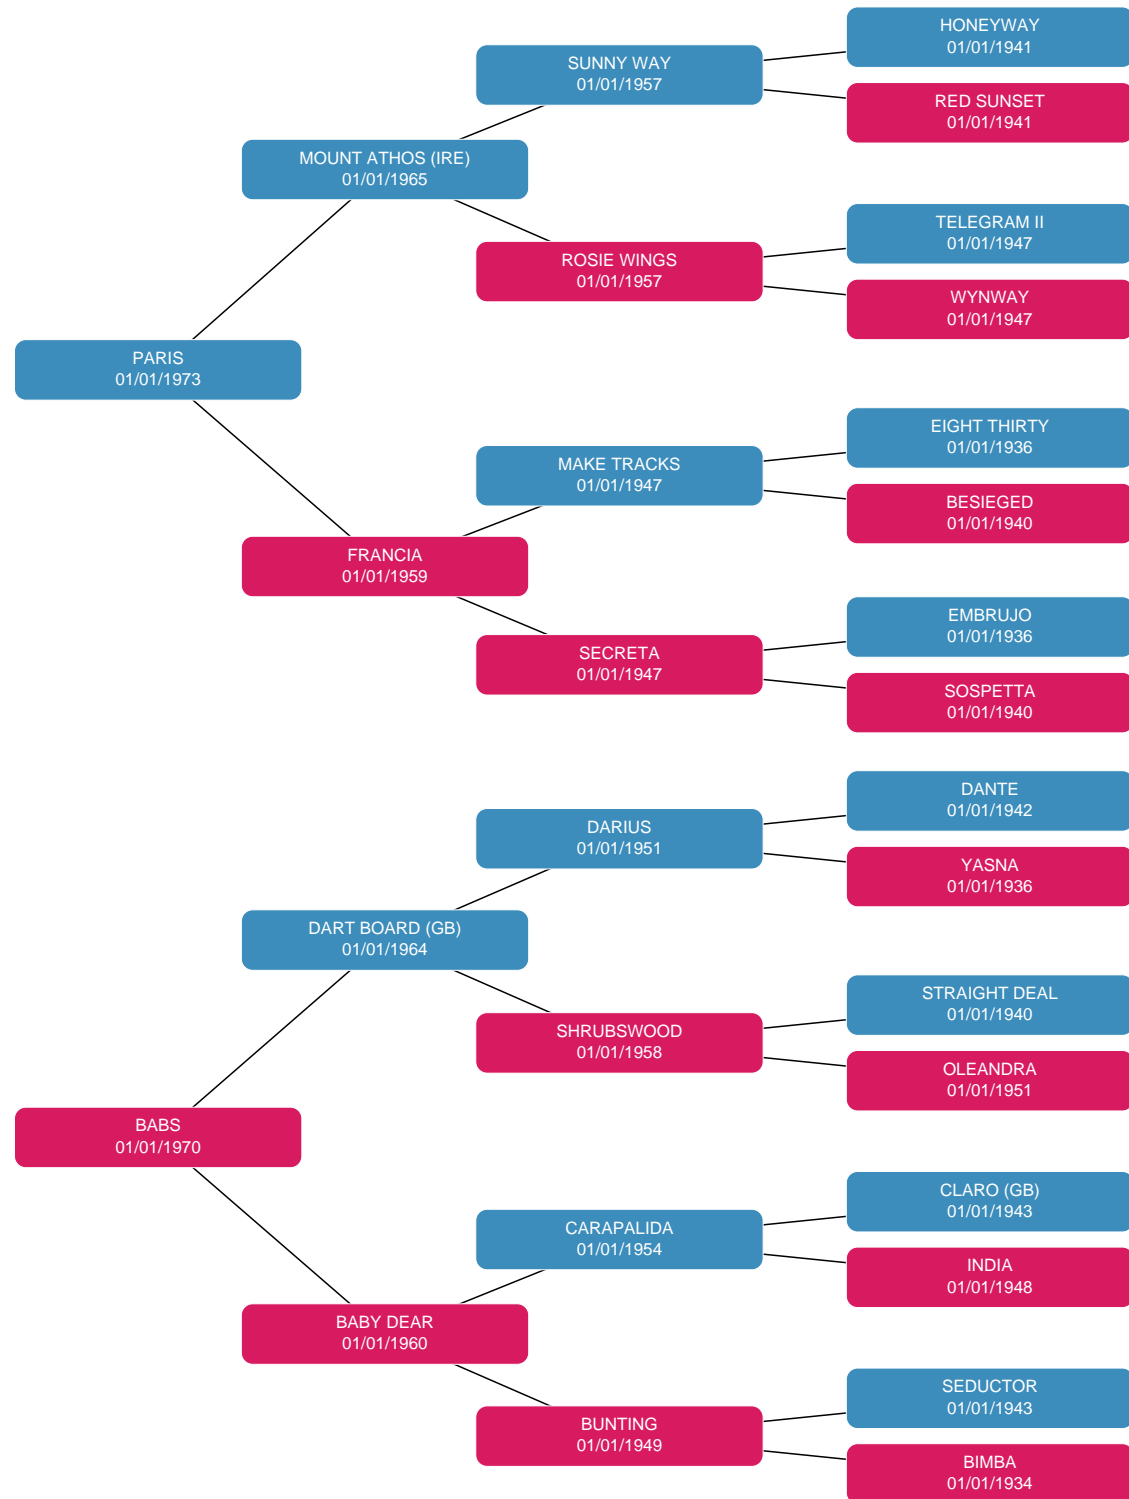 HONEYWAY
01/01/1941
SUNNY WAY
01/01/1957
RED SUNSET
01/01/1941
MOUNT ATHOS (IRE)
01/01/1965
TELEGRAM II
01/01/1947
ROSIE WINGS
01/01/1957
WYNWAY
01/01/1947
PARIS
01/01/1973
EIGHT THIRTY
01/01/1936
MAKE TRACKS
01/01/1947
BESIEGED
01/01/1940
FRANCIA
01/01/1959
EMBRUJO
01/01/1936
SECRETA
01/01/1947
SOSPETTA
01/01/1940
DANTE
01/01/1942
DARIUS
01/01/1951
YASNA
01/01/1936
DART BOARD (GB)
01/01/1964
STRAIGHT DEAL
01/01/1940
SHRUBSWOOD
01/01/1958
OLEANDRA
01/01/1951
BABS
01/01/1970
CLARO (GB)
01/01/1943
CARAPALIDA
01/01/1954
INDIA
01/01/1948
BABY DEAR
01/01/1960
SEDUCTOR
01/01/1943
BUNTING
01/01/1949
BIMBA
01/01/1934